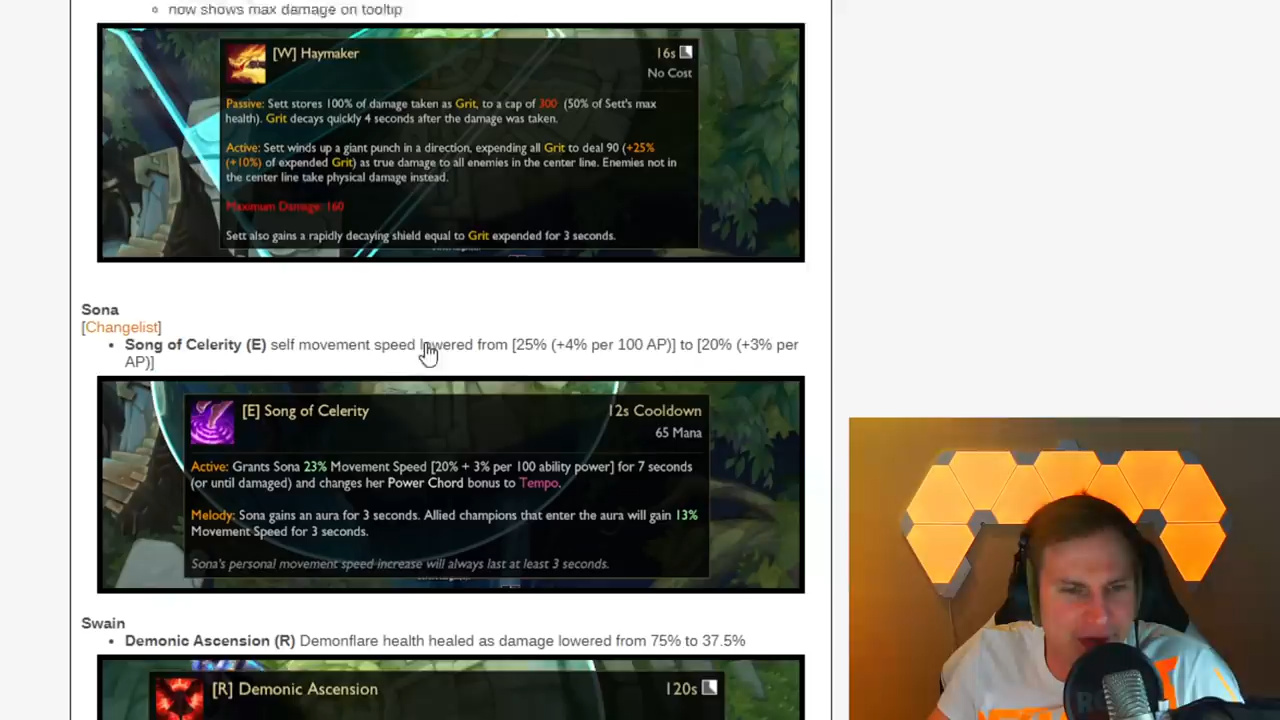 now shows max damage on tooltip
[W] Haymaker
16s
No Cost
Passive: Sett stores 100% of damage taken as Grit, to a cap of 300 (50% of Sett's max
health). Grit decays quickly 4 seconds after the damage was taken.
Active: Sett winds up a giant punch in a direction, expending all Grit to deal 90 (+25%
(+10%) of expended Grit) as true damage to all enemies in the center line. Enemies not in
the center line take physical damage instead.
Maximum Damage: 160
Sett also gains a rapidly decaying shield equal to Grit expended for 3 seconds.
Sona
[Changelist]
Song of Celerity (E) self movement speed lowered from [25% (+4% per 100 AP)] to [20% (+3% per
AP)]
[E] Song of Celerity
12s Cooldown
65 Mana
Active: Grants Sona 23% Movement Speed [20% + 3% per 100 ability power] for 7 seconds
(or until damaged) and changes her Power Chord bonus to Tempo.
Melody: Sona gains an aura for 3 seconds. Allied champions that enter the aura will gain 13%
Movement Speed for 3 seconds.
Sona's personal movement speed increase will always last at least 3 seconds.
Swain
Demonic Ascension (R) Demonflare health healed as damage lowered from 75% to 37.5%
[R] Demonic Ascension
120s